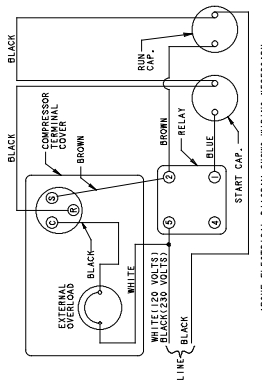 BLACK
BLACK
RUN
CAP.
COMPRESSOR
TERMINAL
COVER
BROWN
BROWN
RELAY
BLUE
START CAP.
S
R
C
2
1
5
4
BLACK
EXTERNAL
OVERLOAD
WHITE
WHITE(120 VOLTS)
BLACK(230 VOLTS)
LINE
BLACK